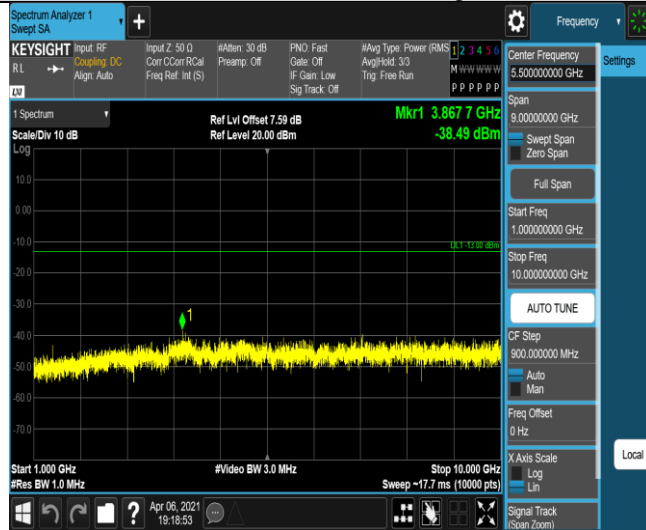 Spectrum Analyzer 1
Swept SA
Frequency
KEYSIGHT
Input: RF
Input Z: 50 Ω
#Atten: 30 dB
PNO: Fast
#Avg Type: Power (RMS
1 2 3 4 5 6
RL
Coupling: DC
Corr CCorr RCal
Preamp: Off
Gate: Off
Avg|Hold: 3/3
M W W W W W
Align: Auto
Freq Ref: Int (S)
IF Gain: Low
Trig: Free Run
Sig Track: Off
P P P P P P
LXI
1 Spectrum
Ref Lvl Offset 7.59 dB
Mkr1 3.867 7 GHz
Scale/Div 10 dB
Ref Level 20.00 dBm
-38.49 dBm
Log
10.0
0.00
-10.0
DL1 -13.00 dBm
-20.0
-30.0
1
-40.0
-50.0
-60.0
-70.0
Start 1.000 GHz
#Video BW 3.0 MHz
Stop 10.000 GHz
#Res BW 1.0 MHz
Sweep ~17.7 ms (10000 pts)
?
Apr 06, 2021
19:18:53
Center Frequency
5.500000000 GHz
Settings
Span
9.00000000 GHz
Swept Span
Zero Span
Full Span
Start Freq
1.000000000 GHz
Stop Freq
10.000000000 GHz
AUTO TUNE
CF Step
900.000000 MHz
Auto
Man
Freq Offset
0 Hz
X Axis Scale
Log
Lin
Local
Signal Track
(Span Zoom)